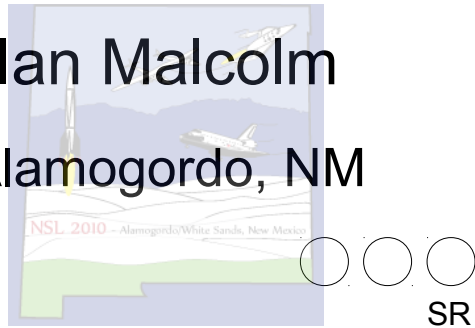 lan Malcolm
lamogordo, NM
NSL 2010 - Alamogordo/White Sands, New Mexico
SR